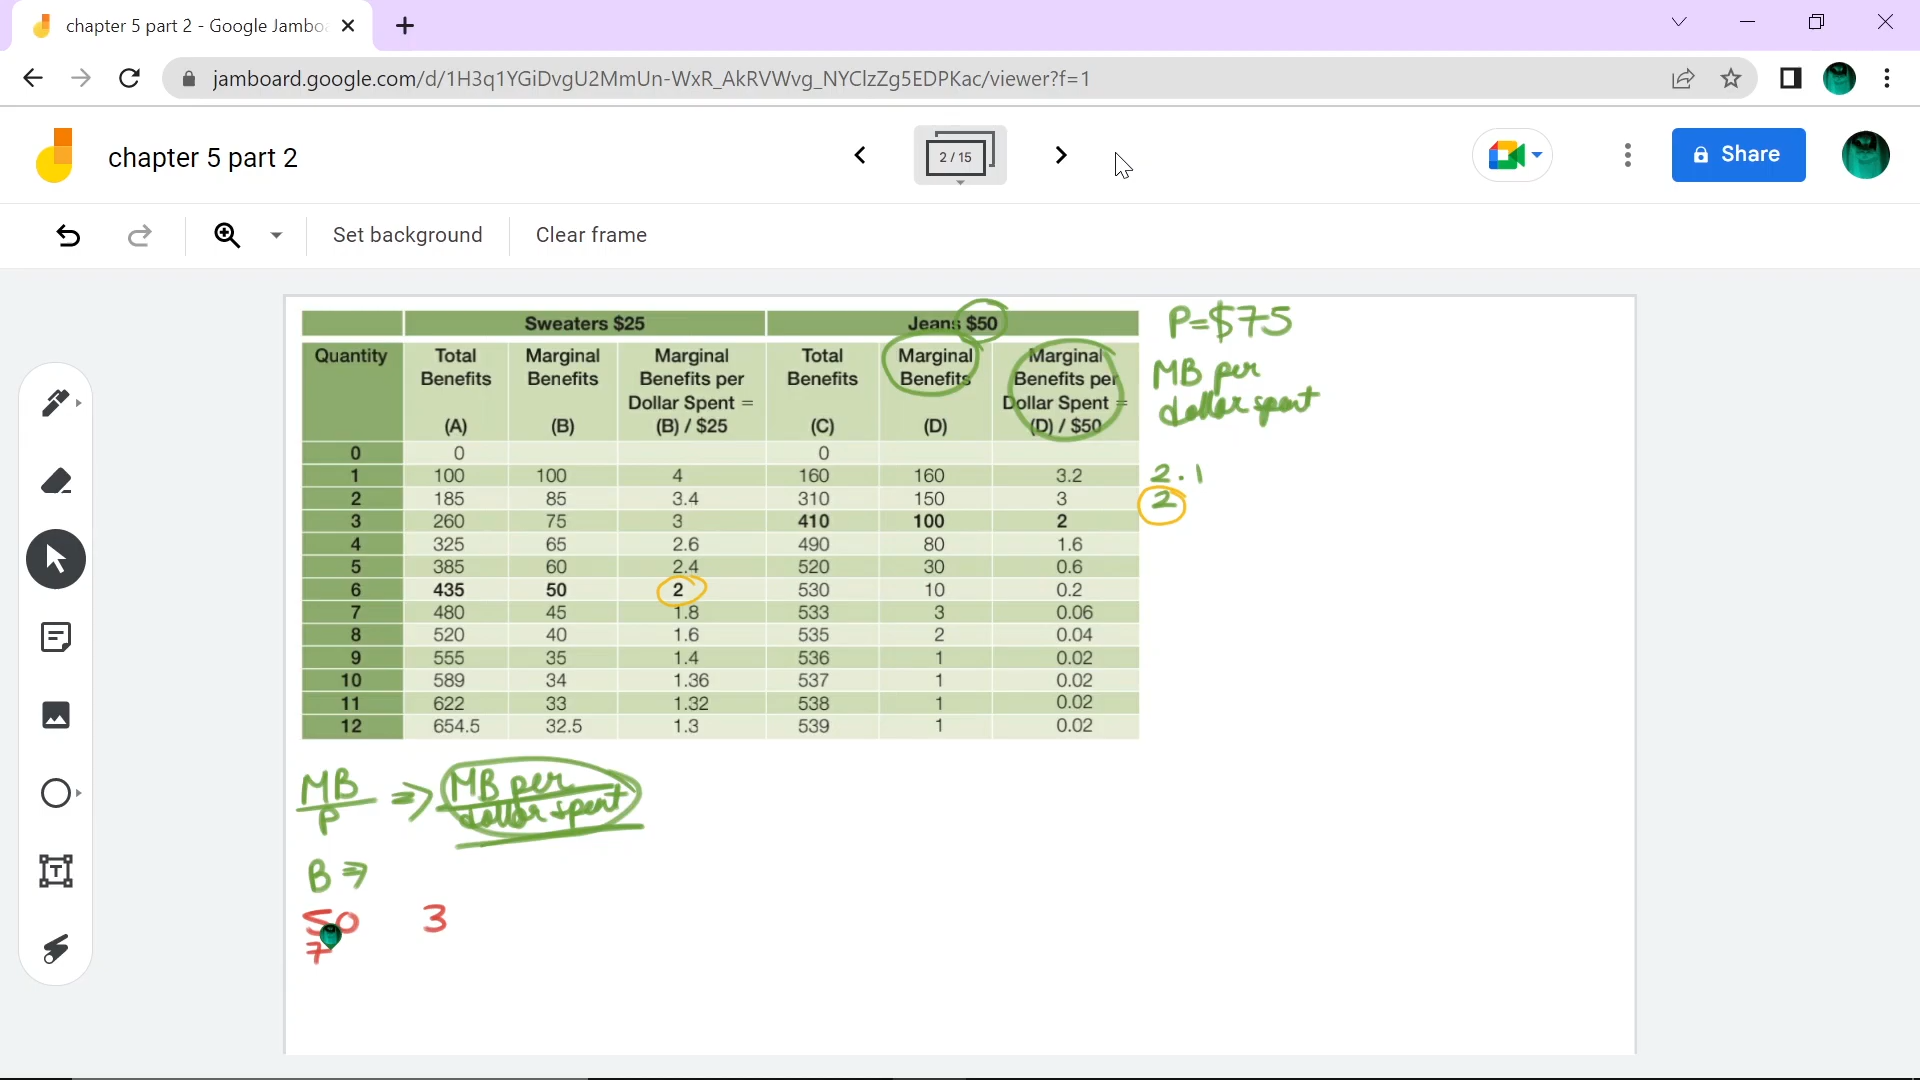 chapter 5 part 2 - Google Jambo
jamboard.google.com/d/1H3q1YGiDvgU2MmUn-WxR_AkRVWvg_NYClzZg5EDPKac/viewer?f=1
chapter 5 part 2
2 / 15
Share
Set background
Clear frame
Sweaters $25 Jeans $50
Quantity Total Benefits (A) Marginal Benefits (B) Marginal Benefits per Dollar Spent = (B) / $25 Total Benefits (C) Marginal Benefits (D) Marginal Benefits per Dollar Spent = (D) / $50
0 0 0
1 100 100 4 160 160 3.2
2 185 85 3.4 310 150 3
3 260 75 3 410 100 2
4 325 65 2.6 490 80 1.6
5 385 60 2.4 520 30 0.6
6 435 50 2 530 10 0.2
7 480 45 1.8 533 3 0.06
8 520 40 1.6 535 2 0.04
9 555 35 1.4 536 1 0.02
10 589 34 1.36 537 1 0.02
11 622 33 1.32 538 1 0.02
12 654.5 32.5 1.3 539 1 0.02
P=$75
MB per
dollar spent
2.1
2
MB
P
⇒ MB per
dollar spent
B ⇒
50 3
7